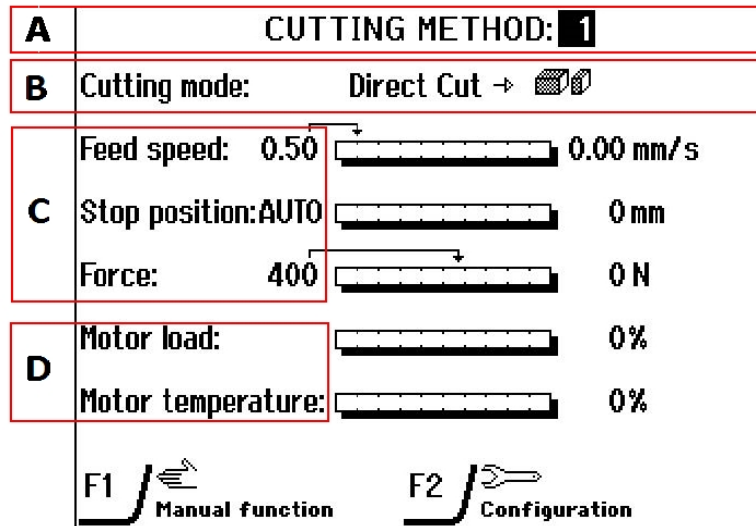 A CUTTING METHOD: 1
B Cutting mode: Direct Cut →
Feed speed: 0.50 0.00 mm/s
C Stop position:AUTO 0 mm
Force: 400 0 N
Motor load: 0%
D
Motor temperature: 0%
F1 Manual function F2 Configuration